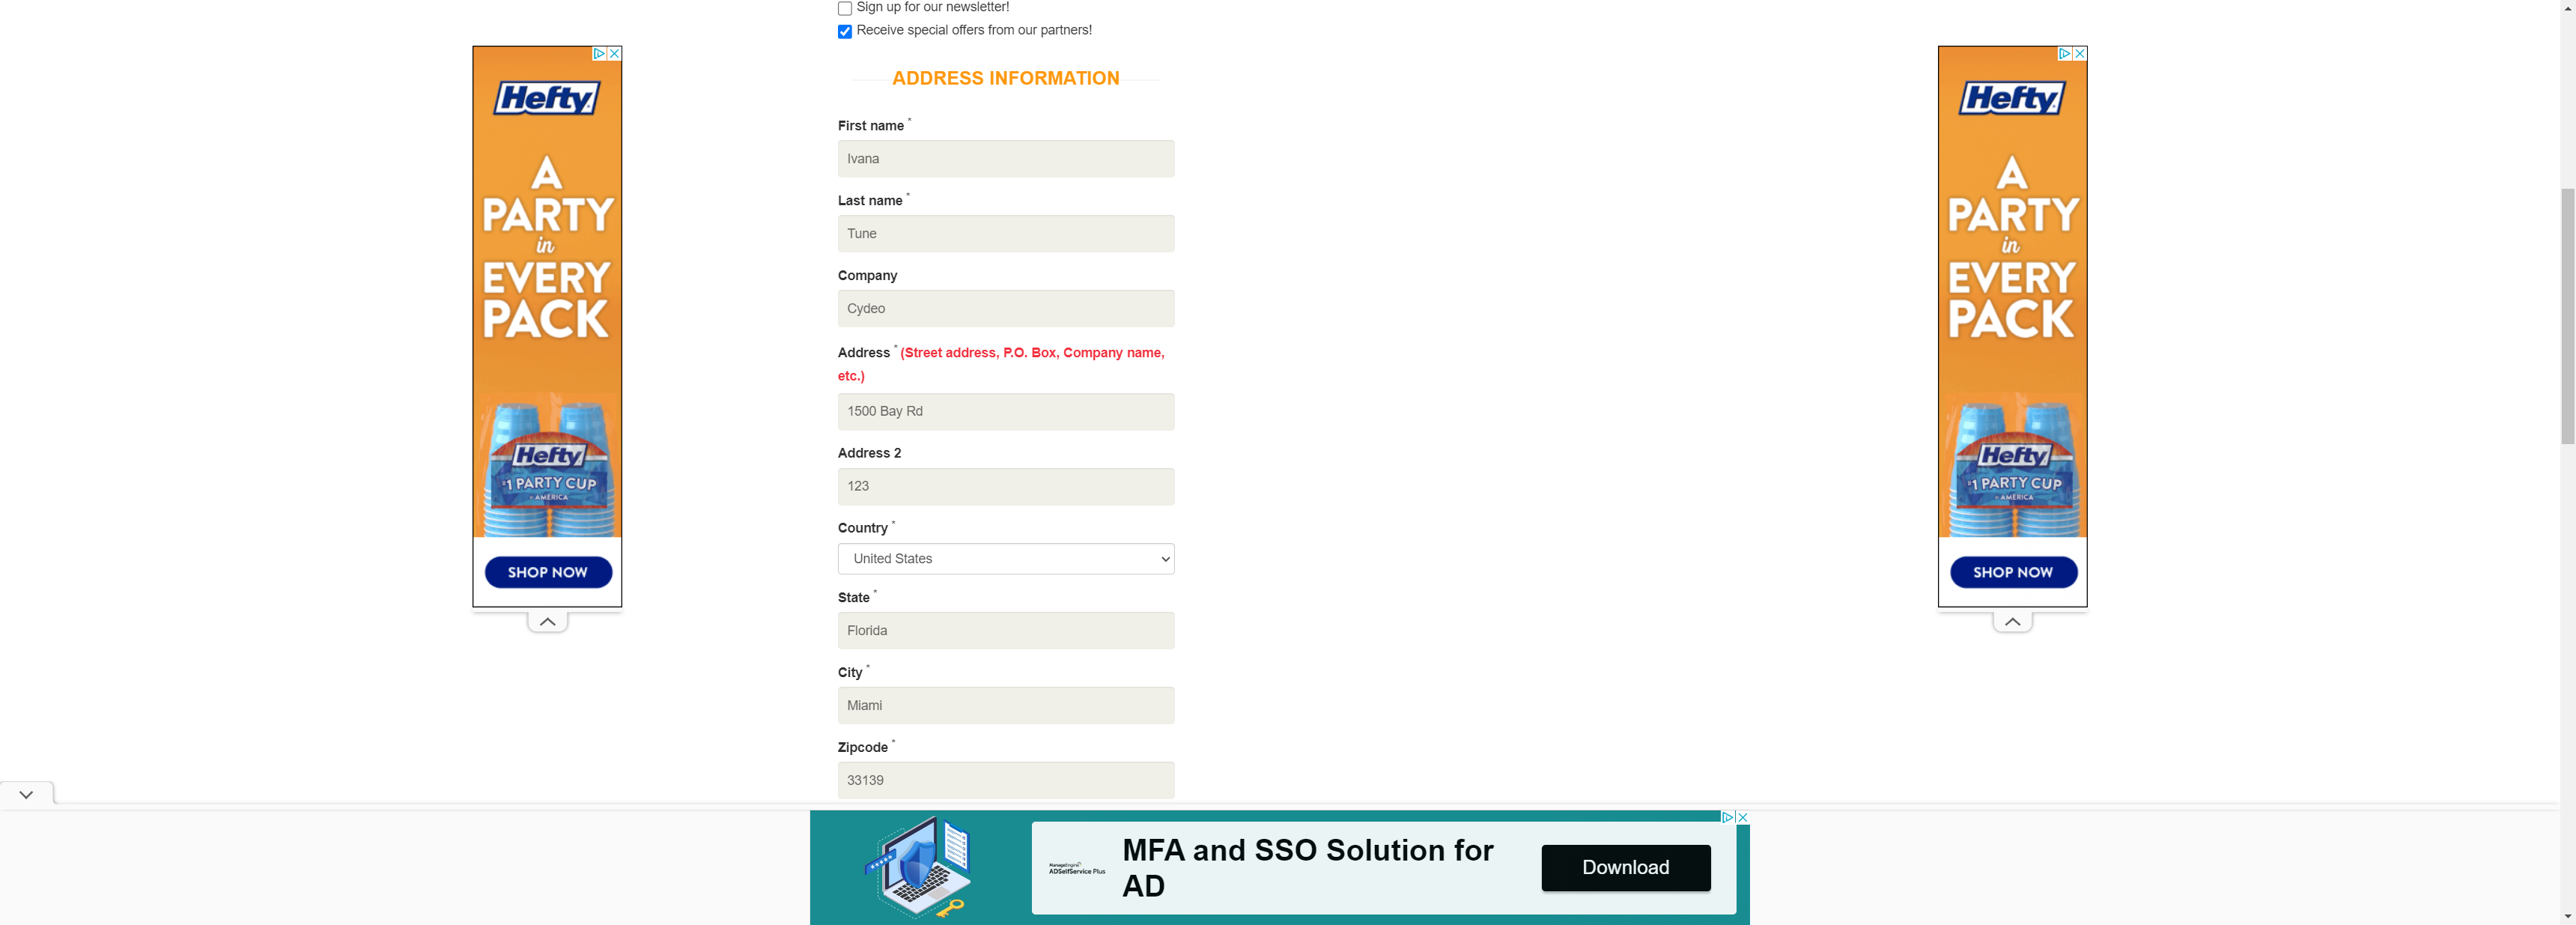 Sign up for our newsletter!
Receive special offers from our partners!
ADDRESS INFORMATION
First name *
Ivana
Last name *
Tune
Company
Cydeo
Address * (Street address, P.O. Box, Company name,
etc.)
1500 Bay Rd
Address 2
123
Country *
United States
State *
Florida
City *
Miami
Zipcode *
33139
Hefty
A
PARTY
in
EVERY
PACK
Hefty
#1 PARTY CUP
IN AMERICA
SHOP NOW
Hefty
A
PARTY
in
EVERY
PACK
Hefty
#1 PARTY CUP
IN AMERICA
SHOP NOW
ManageEngine
ADSelfService Plus
MFA and SSO Solution for
AD
Download